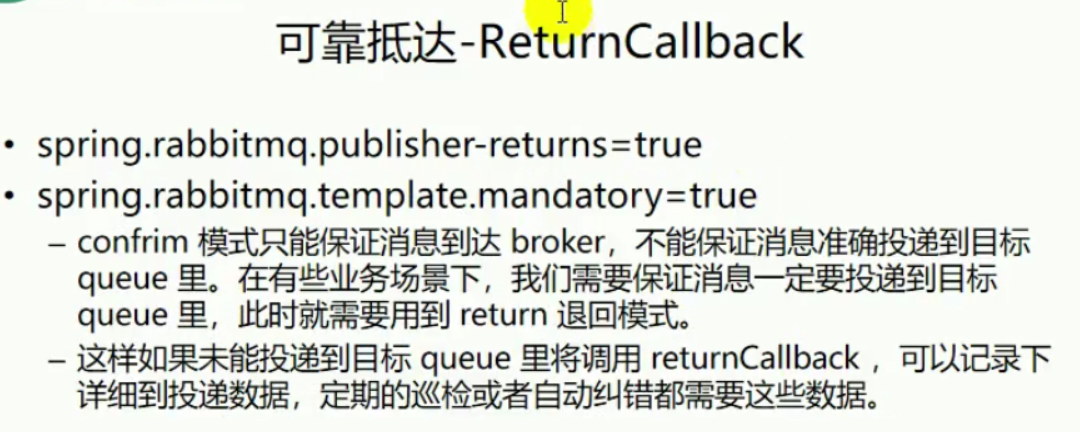 可靠抵达-ReturnCallback
• spring.rabbitmq.publisher-returns=true
• spring.rabbitmq.template.mandatory=true
– confrim 模式只能保证消息到达 broker，不能保证消息准确投递到目标
queue 里。在有些业务场景下，我们需要保证消息一定要投递到目标
queue 里，此时就需要用到 return 退回模式。
– 这样如果未能投递到目标 queue 里将调用 returnCallback ，可以记录下
详细到投递数据，定期的巡检或者自动纠错都需要这些数据。